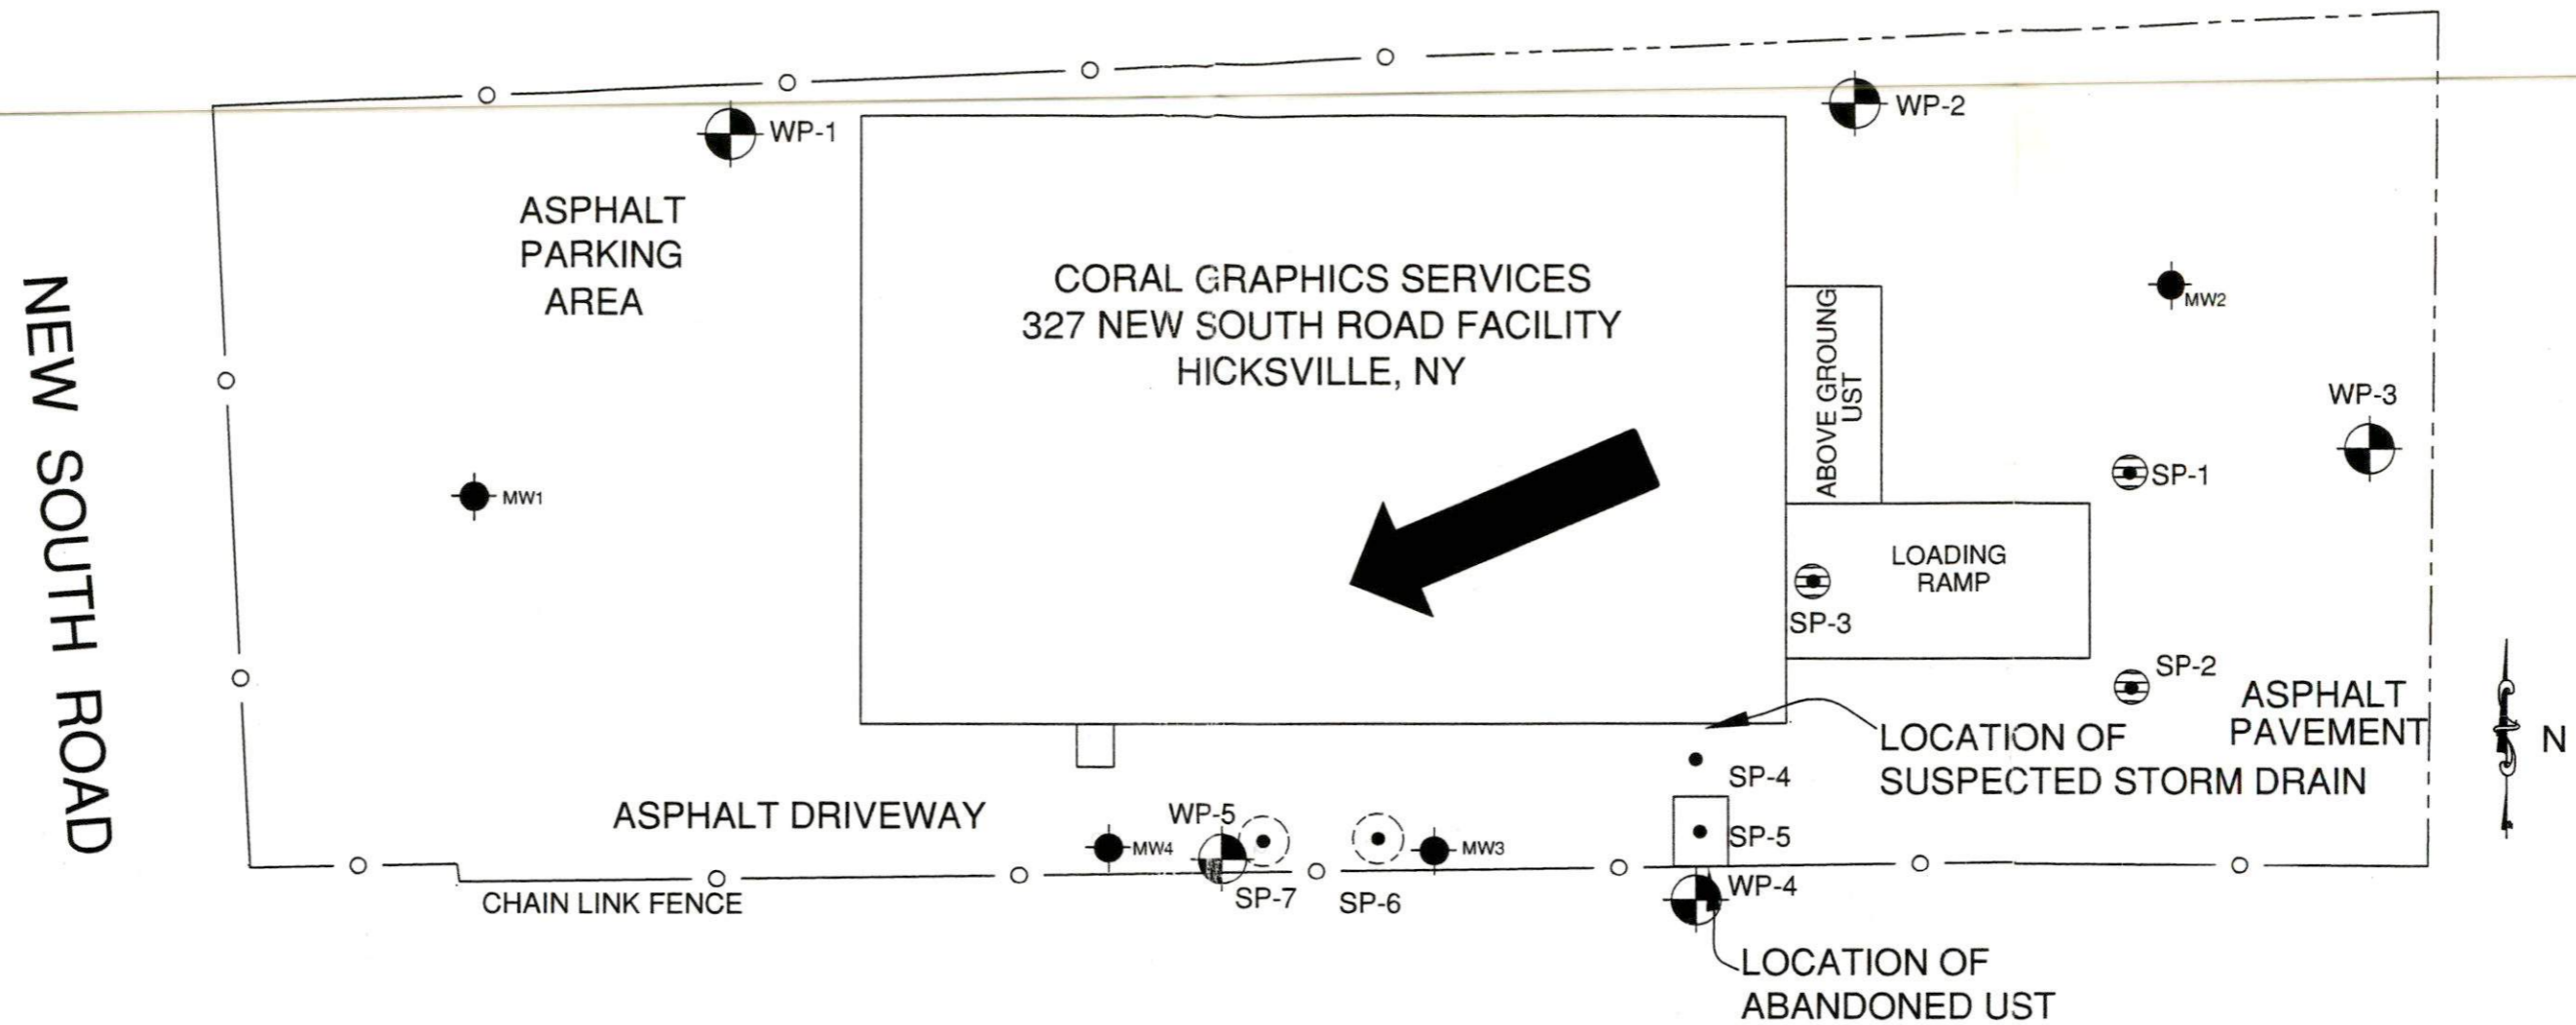 WP-1
WP-2
ASPHALT
PARKING
AREA
NEW SOUTH ROAD
CORAL GRAPHICS SERVICES
327 NEW SOUTH ROAD FACILITY
HICKSVILLE, NY
ABOVE GROUNG
UST
MW2
WP-3
SP-1
MW1
LOADING
RAMP
SP-3
SP-2
ASPHALT
PAVEMENT
N
LOCATION OF
SUSPECTED STORM DRAIN
SP-4
ASPHALT DRIVEWAY
WP-5
SP-5
MW4
MW3
WP-4
CHAIN LINK FENCE
SP-7
SP-6
LOCATION OF
ABANDONED UST